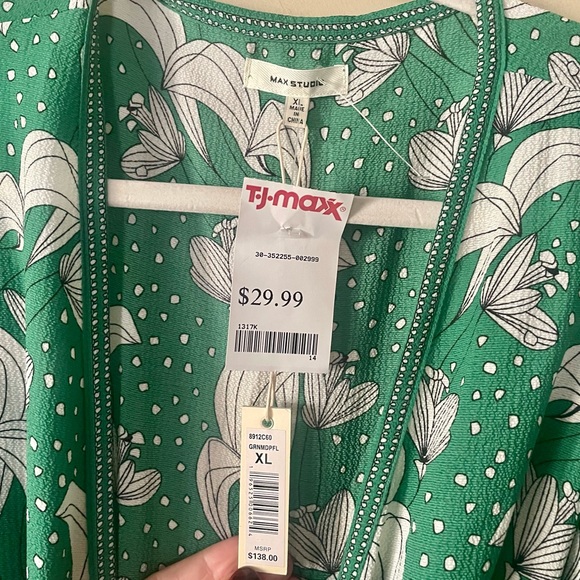 MAX STUDIO
XL
MADE
IN
CHINA
T·J·maxx®
30-352255-002999
$29.99
1317K
14
8912C60
GRNMDPFL
XL
MSRP
$138.00